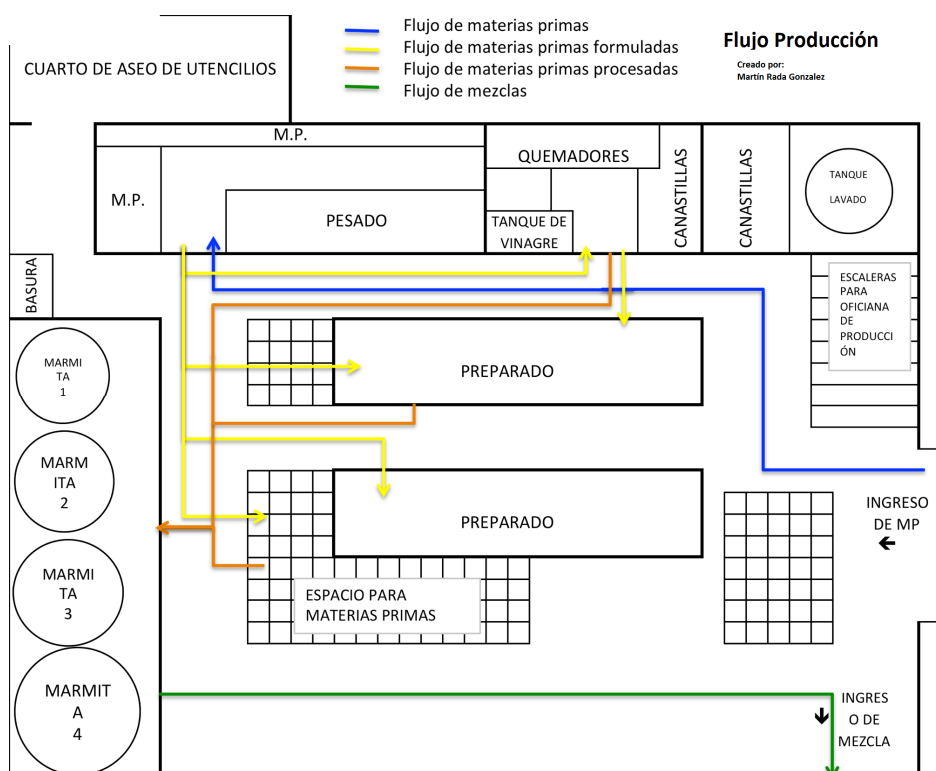 Flujo de materias primas
Flujo de materias primas formuladas
Flujo de materias primas procesadas
Flujo de mezclas
Flujo Producción
Creado por:
Martín Rada Gonzalez
CUARTO DE ASEO DE UTENCILIOS
M.P.
M.P.
PESADO
QUEMADORES
TANQUE DE
VINAGRE
CANASTILLAS
CANASTILLAS
TANQUE
LAVADO
BASURA
ESCALERAS
PARA
OFICIANA
DE
PRODUCCI
ÓN
MARMI
TA
1
PREPARADO
MARM
ITA
2
PREPARADO
INGRESO
DE MP
MARMI
TA
3
ESPACIO PARA
MATERIAS PRIMAS
MARMIT
A
4
INGRES
O DE
MEZCLA